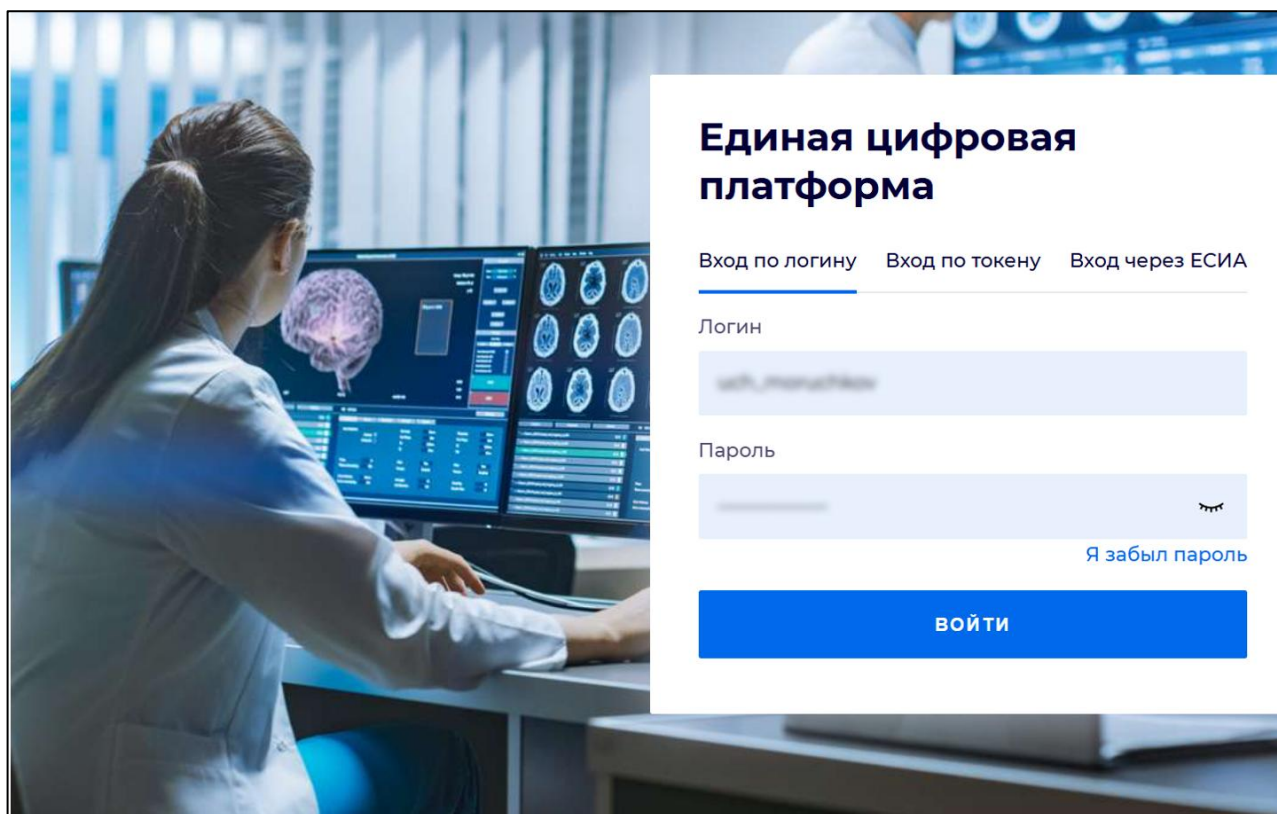 Единая цифровая
платформа
Вход по логину Вход по токену Вход через ЕСИА
Логин
Пароль
Я забыл пароль
ВОЙТИ